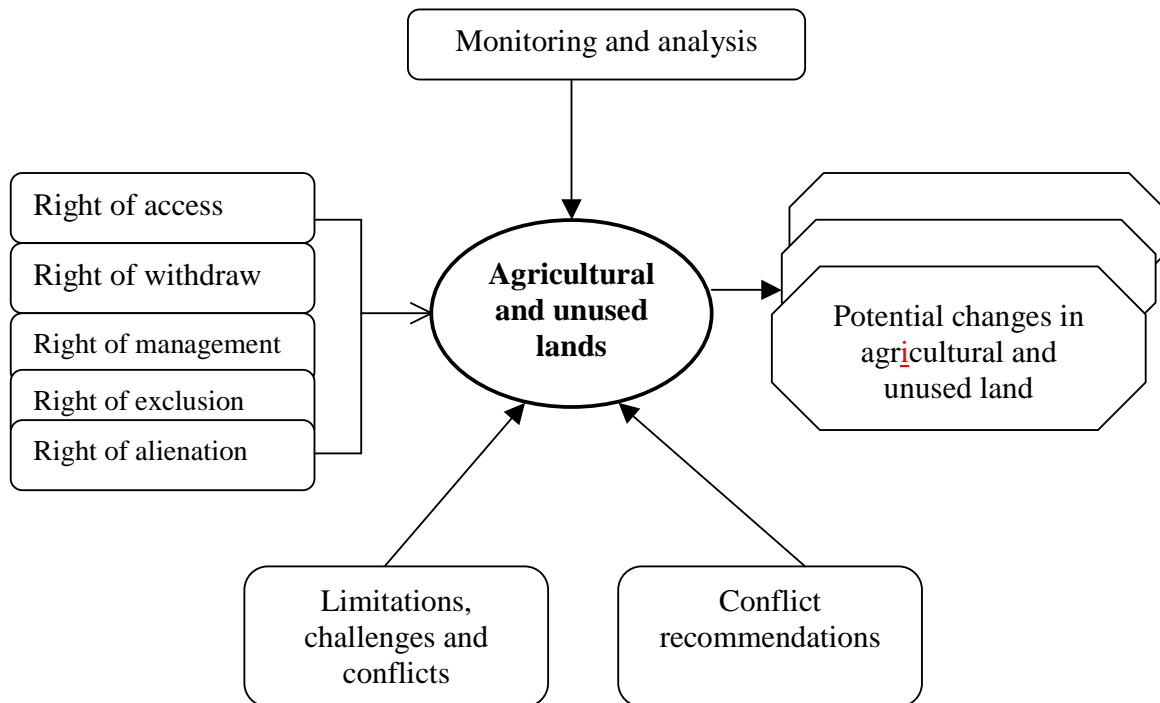 Monitoring and analysis
Right of access
Right of withdraw
Right of management
Right of exclusion
Right of alienation
Agricultural
and unused
lands
Potential changes in
agricultural and
unused land
Limitations,
challenges and
conflicts
Conflict
recommendations